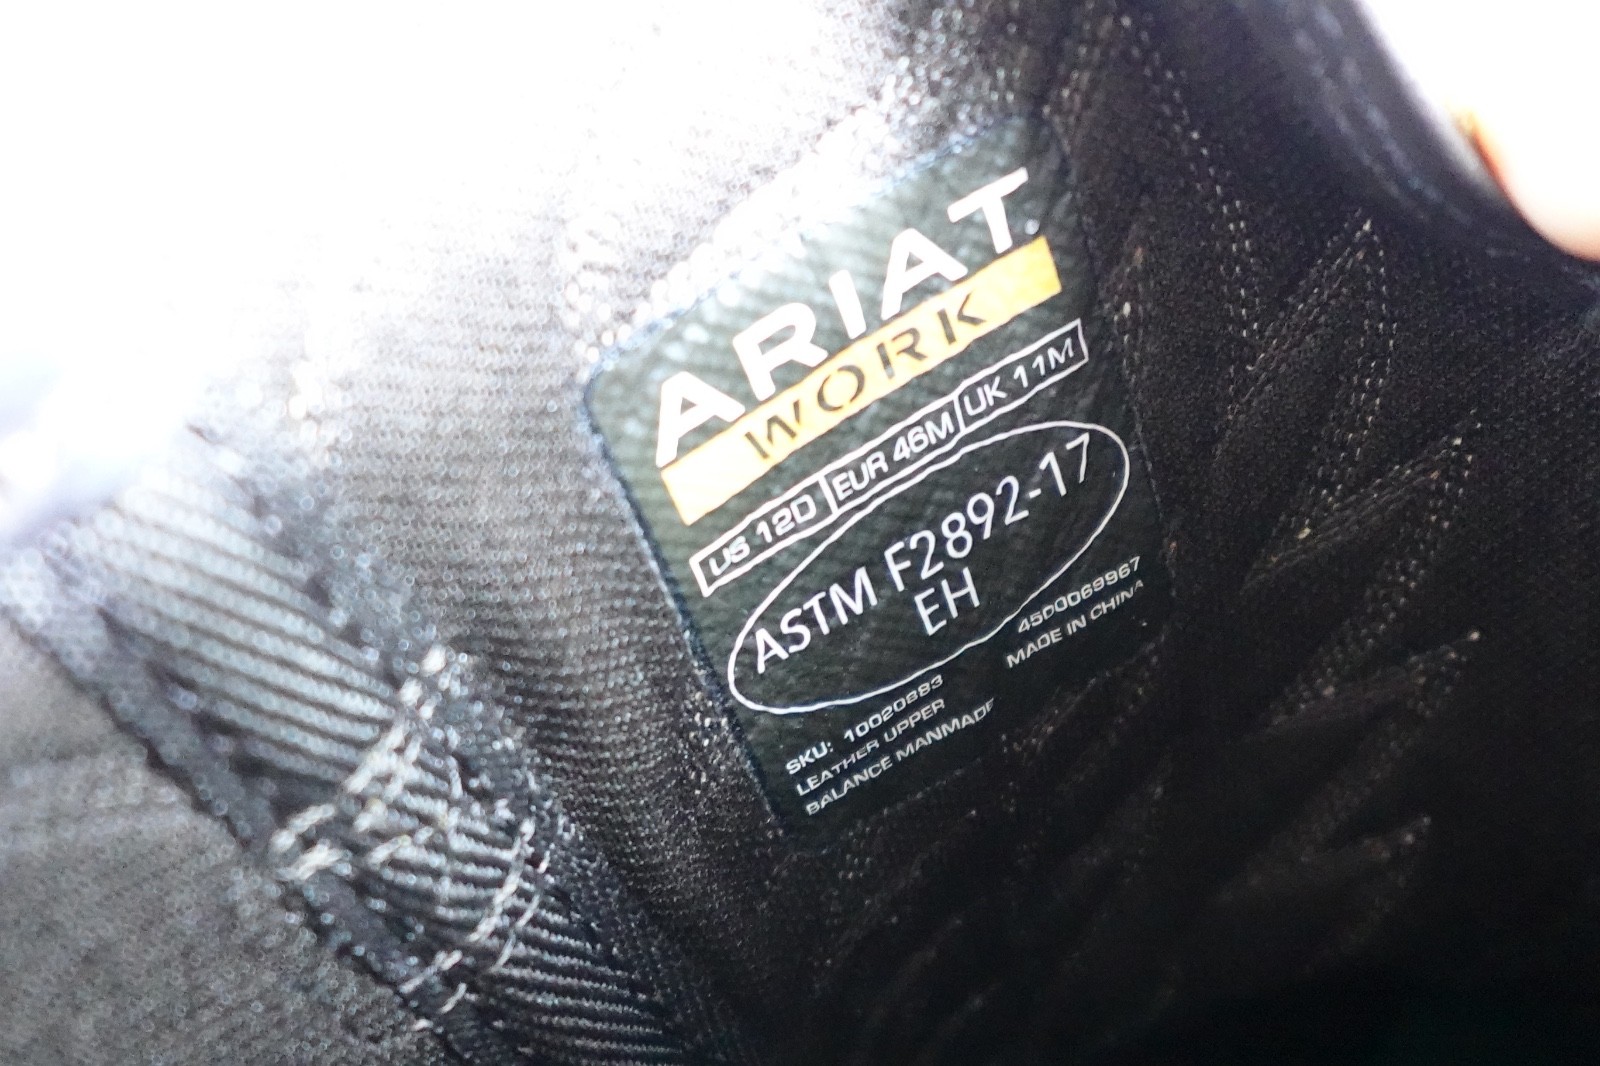 ARIAT
WORK
US 12D EUR 46M UK 11M
ASTM F2892-17
EH
4500069967
MADE IN CHINA
SKU: 10020883
LEATHER UPPER
BALANCE MANMADE